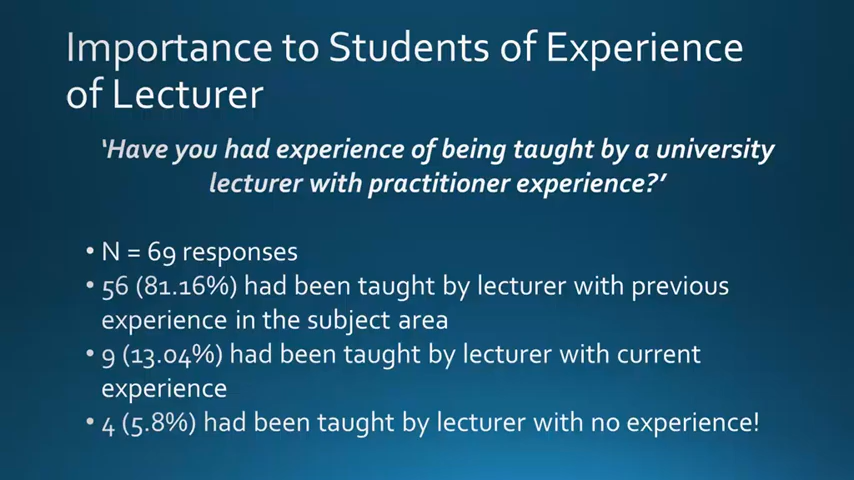 Importance to Students of Experience
of Lecturer
‘Have you had experience of being taught by a university
lecturer with practitioner experience?’
• N = 69 responses
• 56 (81.16%) had been taught by lecturer with previous
experience in the subject area
• 9 (13.04%) had been taught by lecturer with current
experience
• 4 (5.8%) had been taught by lecturer with no experience!